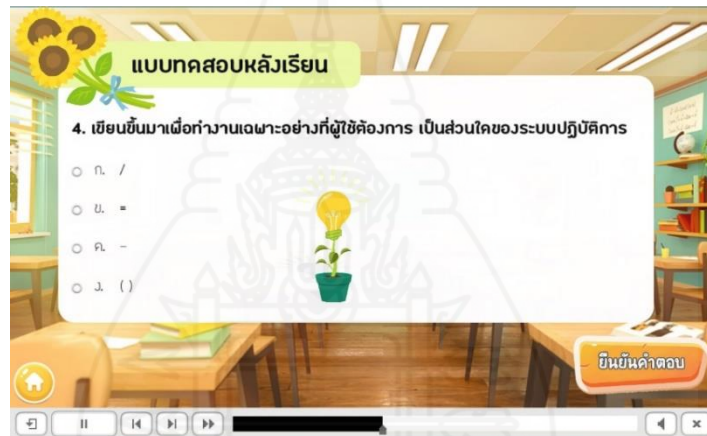 แบบทดสอบหลังเรียน
4. เขียนขึ้นมาเพื่อทำงานเฉพาะอย่างที่ผู้ใช้ต้องการ เป็นส่วนใดของระบบปฏิบัติการ
ก. /
ข. =
ค. -
ง. ( )
ยืนยันคำตอบ